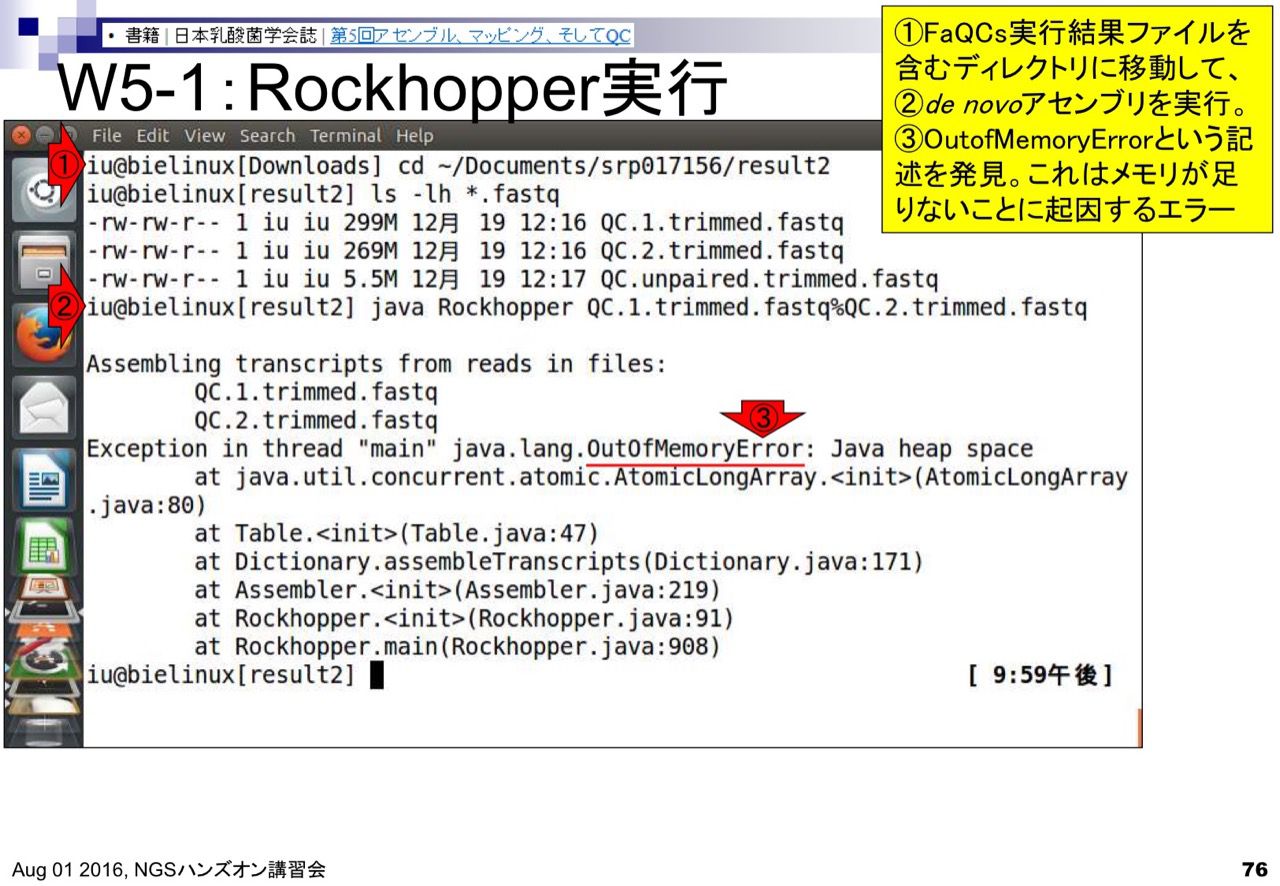 • 書籍 | 日本乳酸菌学会誌 | 第5回アセンブル、マッピング、そしてQC
W5-1：Rockhopper実行
①FaQCs実行結果ファイルを
含むディレクトリに移動して、
②de novoアセンブリを実行。
③OutofMemoryErrorという記
述を発見。これはメモリが足
りないことに起因するエラー
File Edit View Search Terminal Help
①
iu@bielinux[Downloads] cd ~/Documents/srp017156/result2
iu@bielinux[result2] ls -lh *.fastq
-rw-rw-r-- 1 iu iu 299M 12月 19 12:16 QC.1.trimmed.fastq
-rw-rw-r-- 1 iu iu 269M 12月 19 12:16 QC.2.trimmed.fastq
-rw-rw-r-- 1 iu iu 5.5M 12月 19 12:17 QC.unpaired.trimmed.fastq
②
iu@bielinux[result2] java Rockhopper QC.1.trimmed.fastq%QC.2.trimmed.fastq
Assembling transcripts from reads in files:
QC.1.trimmed.fastq
QC.2.trimmed.fastq
③
Exception in thread "main" java.lang.OutOfMemoryError: Java heap space
at java.util.concurrent.atomic.AtomicLongArray.<init>(AtomicLongArray
.java:80)
at Table.<init>(Table.java:47)
at Dictionary.assembleTranscripts(Dictionary.java:171)
at Assembler.<init>(Assembler.java:219)
at Rockhopper.<init>(Rockhopper.java:91)
at Rockhopper.main(Rockhopper.java:908)
iu@bielinux[result2] [ 9:59午後]
Aug 01 2016, NGSハンズオン講習会
76